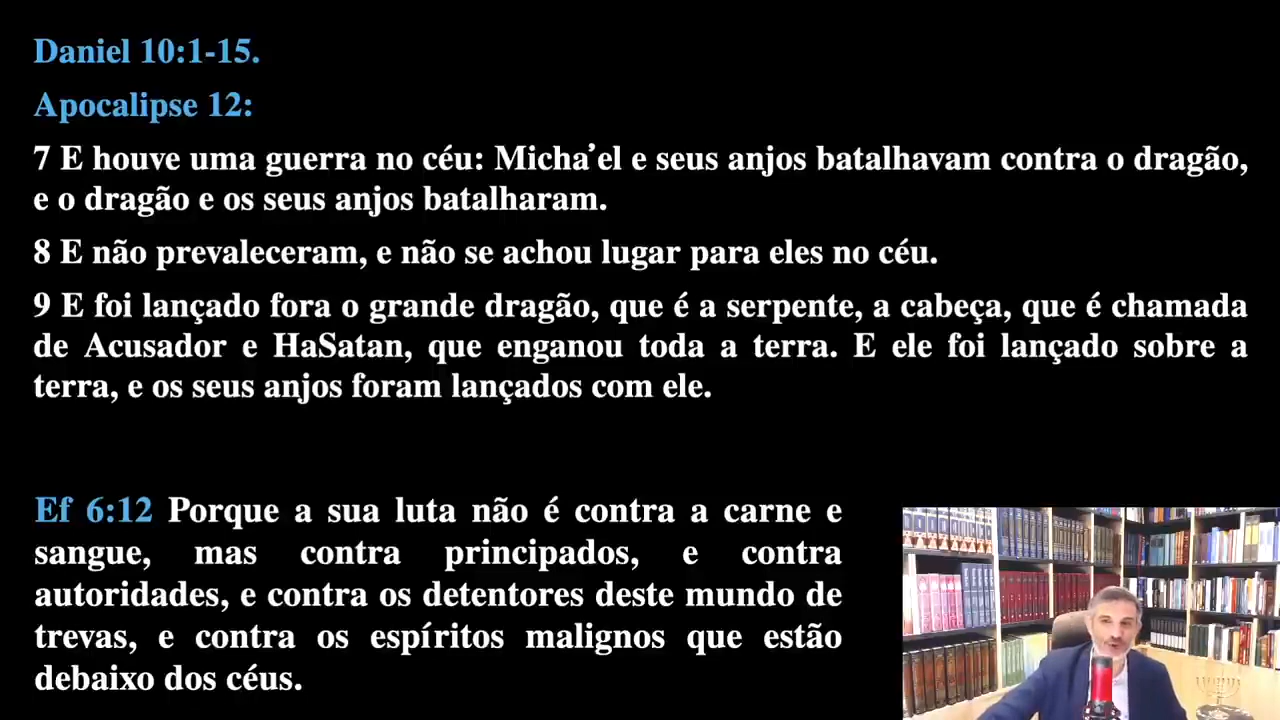 Daniel 10:1-15.
Apocalipse 12:
7 E houve uma guerra no céu: Micha’el e seus anjos batalhavam contra o dragão,
e o dragão e os seus anjos batalharam.
8 E não prevaleceram, e não se achou lugar para eles no céu.
9 E foi lançado fora o grande dragão, que é a serpente, a cabeça, que é chamada
de Acusador e HaSatan, que enganou toda a terra. E ele foi lançado sobre a
terra, e os seus anjos foram lançados com ele.
Ef 6:12 Porque a sua luta não é contra a carne e
sangue, mas contra principados, e contra
autoridades, e contra os detentores deste mundo de
trevas, e contra os espíritos malignos que estão
debaixo dos céus.